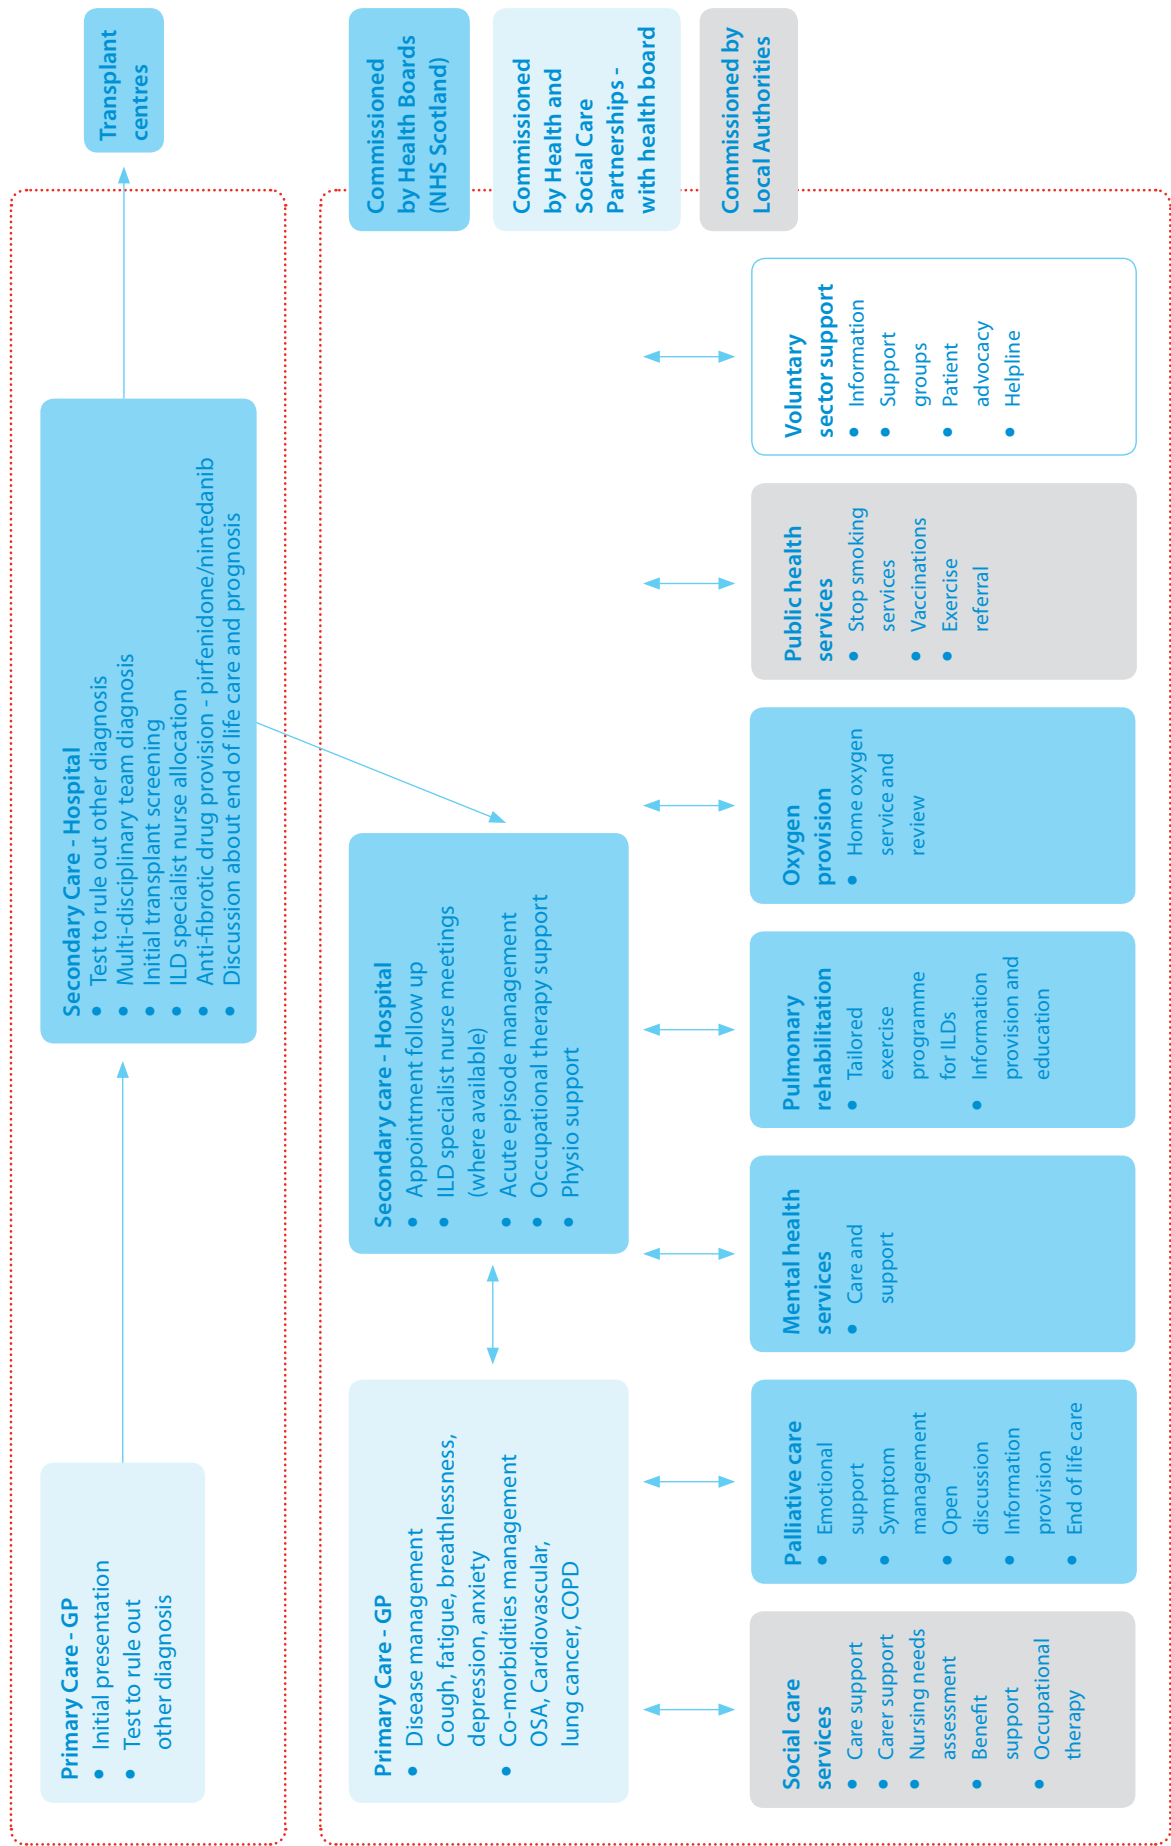 Primary Care - GP
• Initial presentation
• Test to rule out
other diagnosis
Secondary Care - Hospital
• Test to rule out other diagnosis
• Multi-disciplinary team diagnosis
• Initial transplant screening
• ILD specialist nurse allocation
• Anti-fibrotic drug provision - pirfenidone/nintedanib
• Discussion about end of life care and prognosis
Transplant
centres
Primary Care - GP
• Disease management
Cough, fatigue, breathlessness,
depression, anxiety
• Co-morbidities management
OSA, Cardiovascular,
lung cancer, COPD
Secondary care - Hospital
• Appointment follow up
• ILD specialist nurse meetings
(where available)
• Acute episode management
• Occupational therapy support
• Physio support
Commissioned
by Health Boards
(NHS Scotland)
Commissioned
by Health and
Social Care
Partnerships -
with health board
Commissioned by
Local Authorities
Social care
services
• Care support
• Carer support
• Nursing needs
assessment
• Benefit
support
• Occupational
therapy
Palliative care
• Emotional
support
• Symptom
management
• Open
discussion
• Information
provision
• End of life care
Mental health
services
• Care and
support
Pulmonary
rehabilitation
• Tailored
exercise
programme
for ILDs
• Information
provision and
education
Oxygen
provision
• Home oxygen
service and
review
Public health
services
• Stop smoking
services
• Vaccinations
• Exercise
referral
Voluntary
sector support
• Information
• Support
groups
• Patient
advocacy
• Helpline